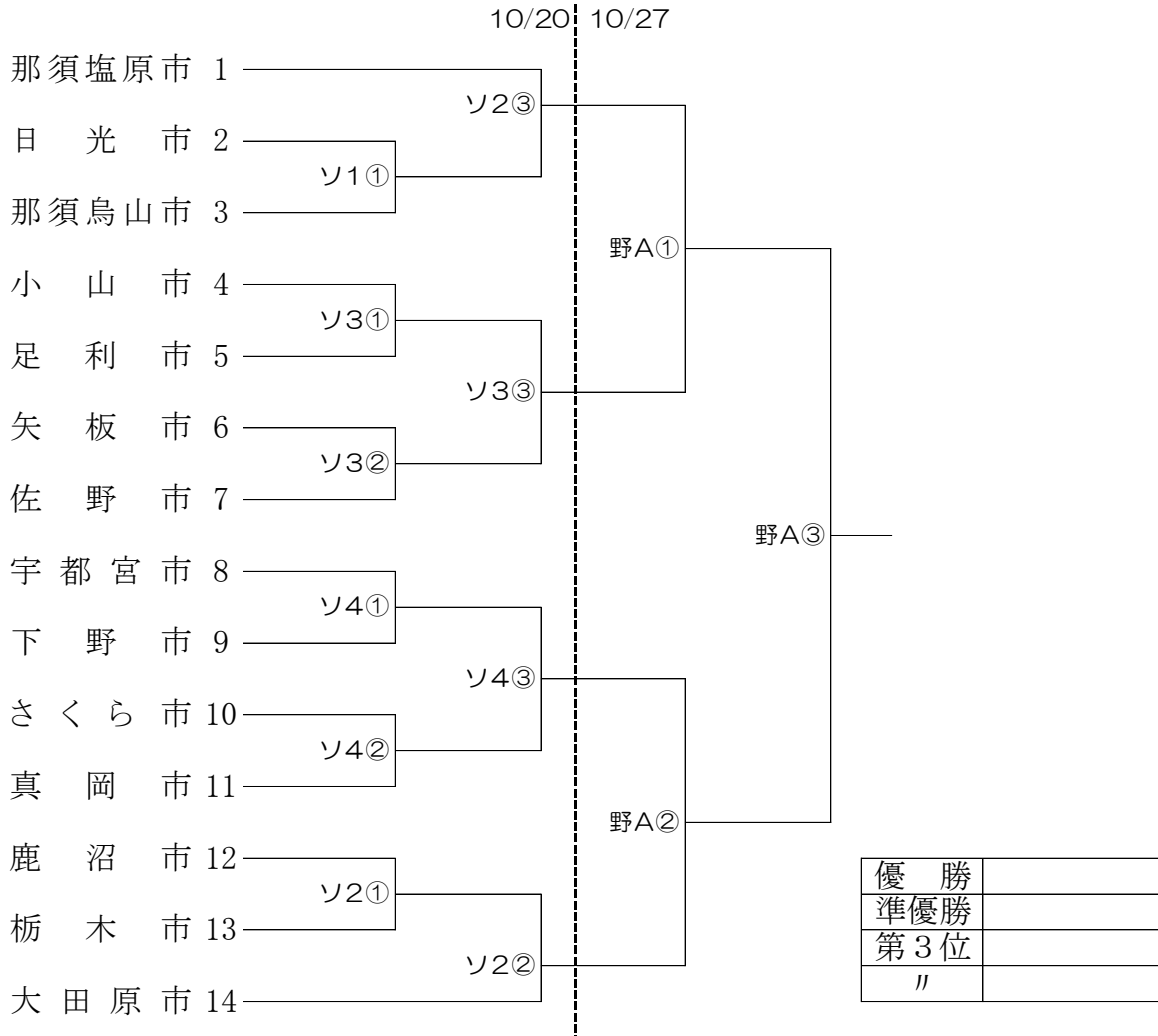 10/20 10/27
那須塩原市 1
ソ2③
日光市 2
ソ1①
那須烏山市 3
野A①
小山市 4
ソ3①
足利市 5
ソ3③
矢板市 6
ソ3②
佐野市 7
野A③
宇都宮市 8
ソ4①
下野市 9
ソ4③
さくら市 10
ソ4②
真岡市 11
野A②
鹿沼市 12
ソ2①
栃木市 13
ソ2②
大田原市 14
優勝
準優勝
第3位
〃